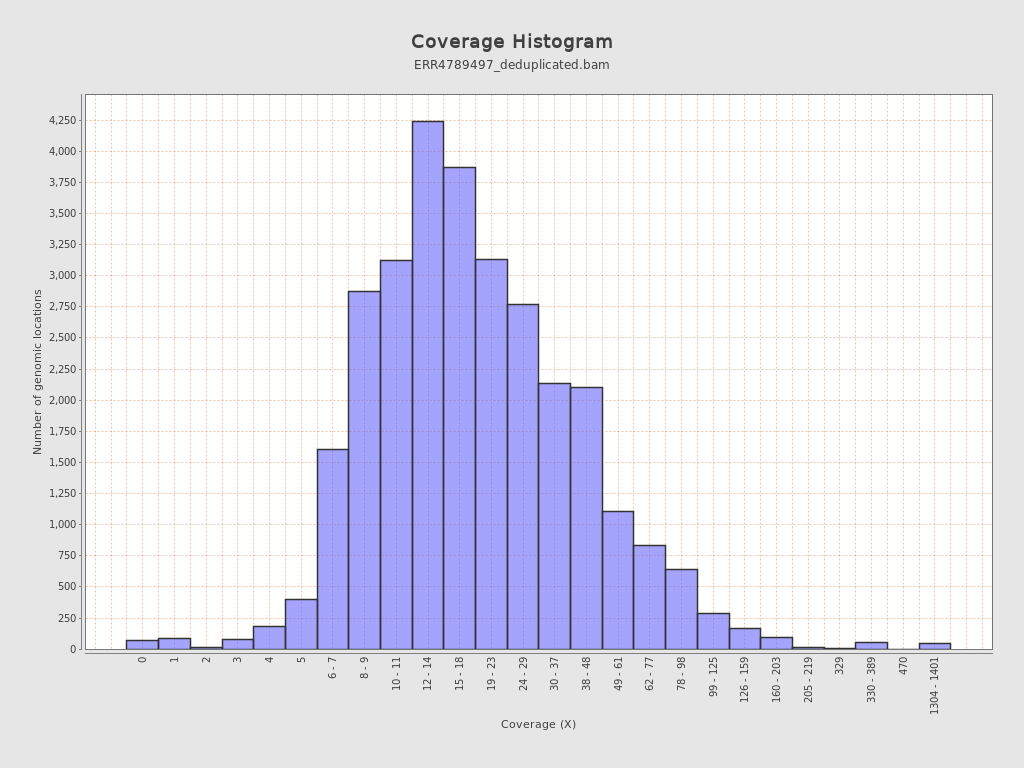 Coverage Histogram
ERR4789497_deduplicated.bam
Number of genomic locations
4,250
4,000
3,750
3,500
3,250
3,000
2,750
2,500
2,250
2,000
1,750
1,500
1,250
1,000
750
500
250
0
0
1
2
3
4
5
6 - 7
8 - 9
10 - 11
12 - 14
15 - 18
19 - 23
24 - 29
30 - 37
38 - 48
49 - 61
62 - 77
78 - 98
99 - 125
126 - 159
160 - 203
205 - 219
329
330 - 389
470
1304 - 1401
Coverage (X)